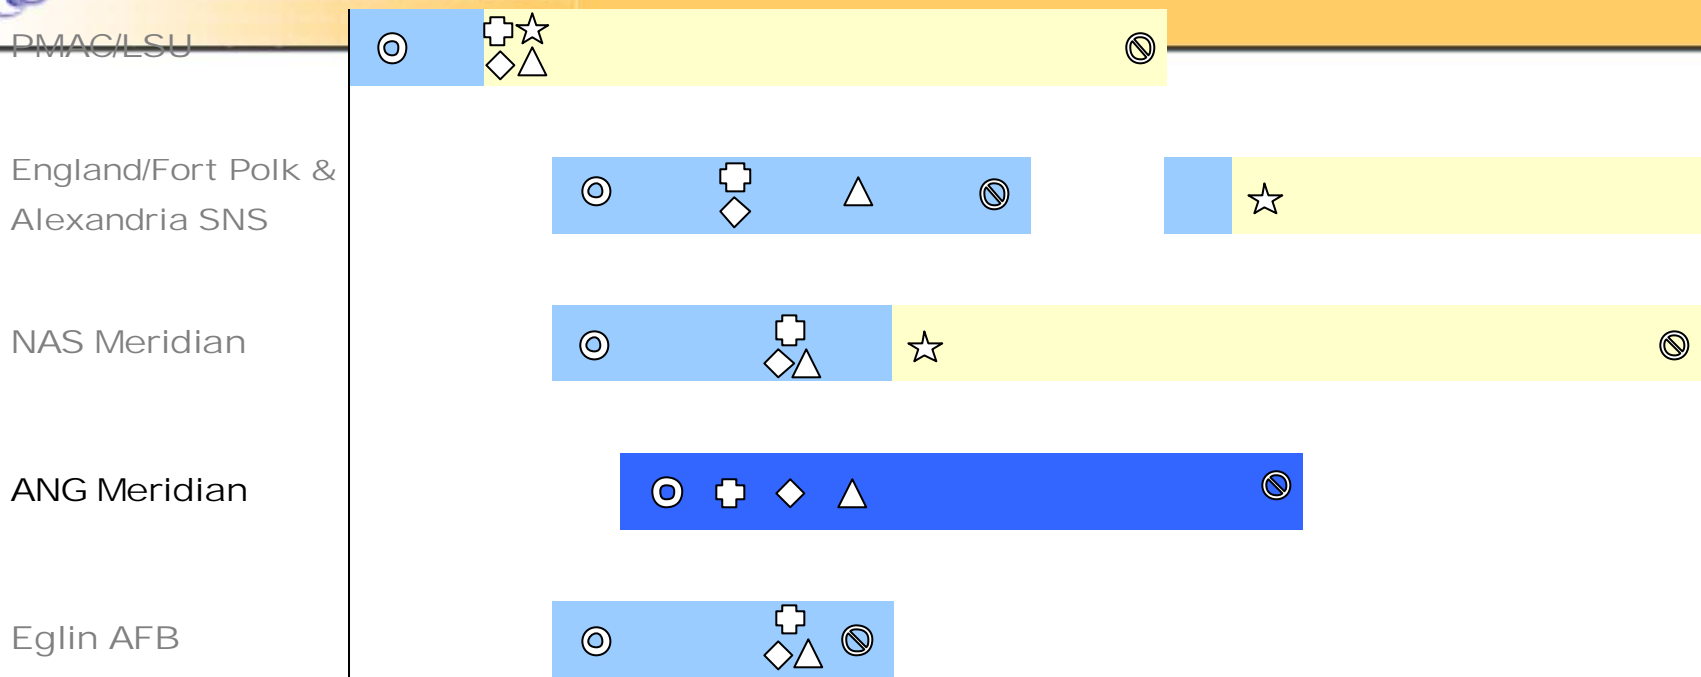 PMAC/LSU
England/Fort Polk &
Alexandria SNS
NAS Meridian
ANG Meridian
Eglin AFB